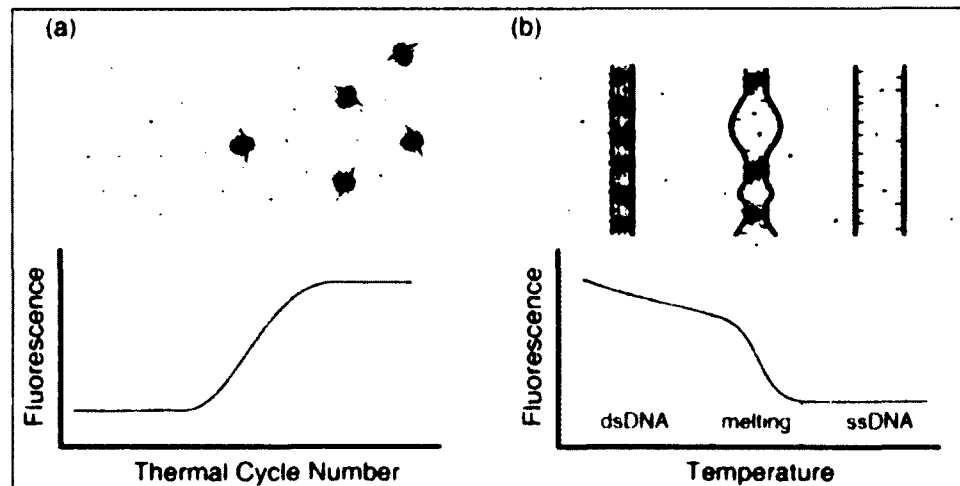 (a)
(b)
Fluorescence
Thermal Cycle Number
Fluorescence
dsDNA melting ssDNA
Temperature